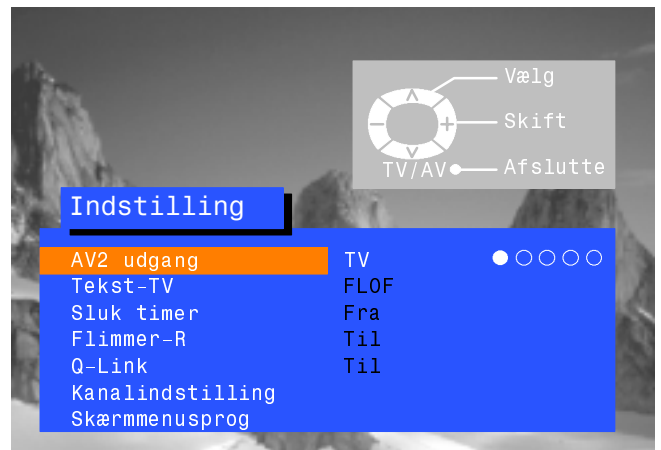 Vælg
Skift
TV/AV Afslutte
Indstilling
AV2 udgang TV
Tekst-TV FLOF
Sluk timer Fra
Flimmer-R Til
Q-Link Til
Kanalindstilling
Skærmmenusprog